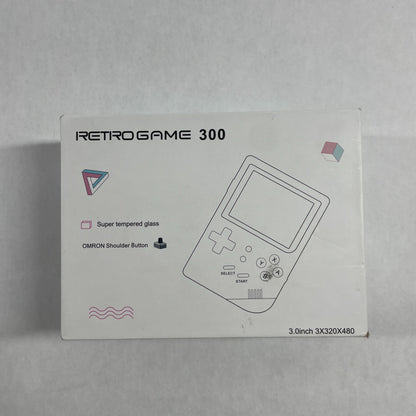 RETROGAME 300
Super tempered glass
OMRON Shoulder Button
X
Y
A
SELECT
START
3.0inch 3X320X480